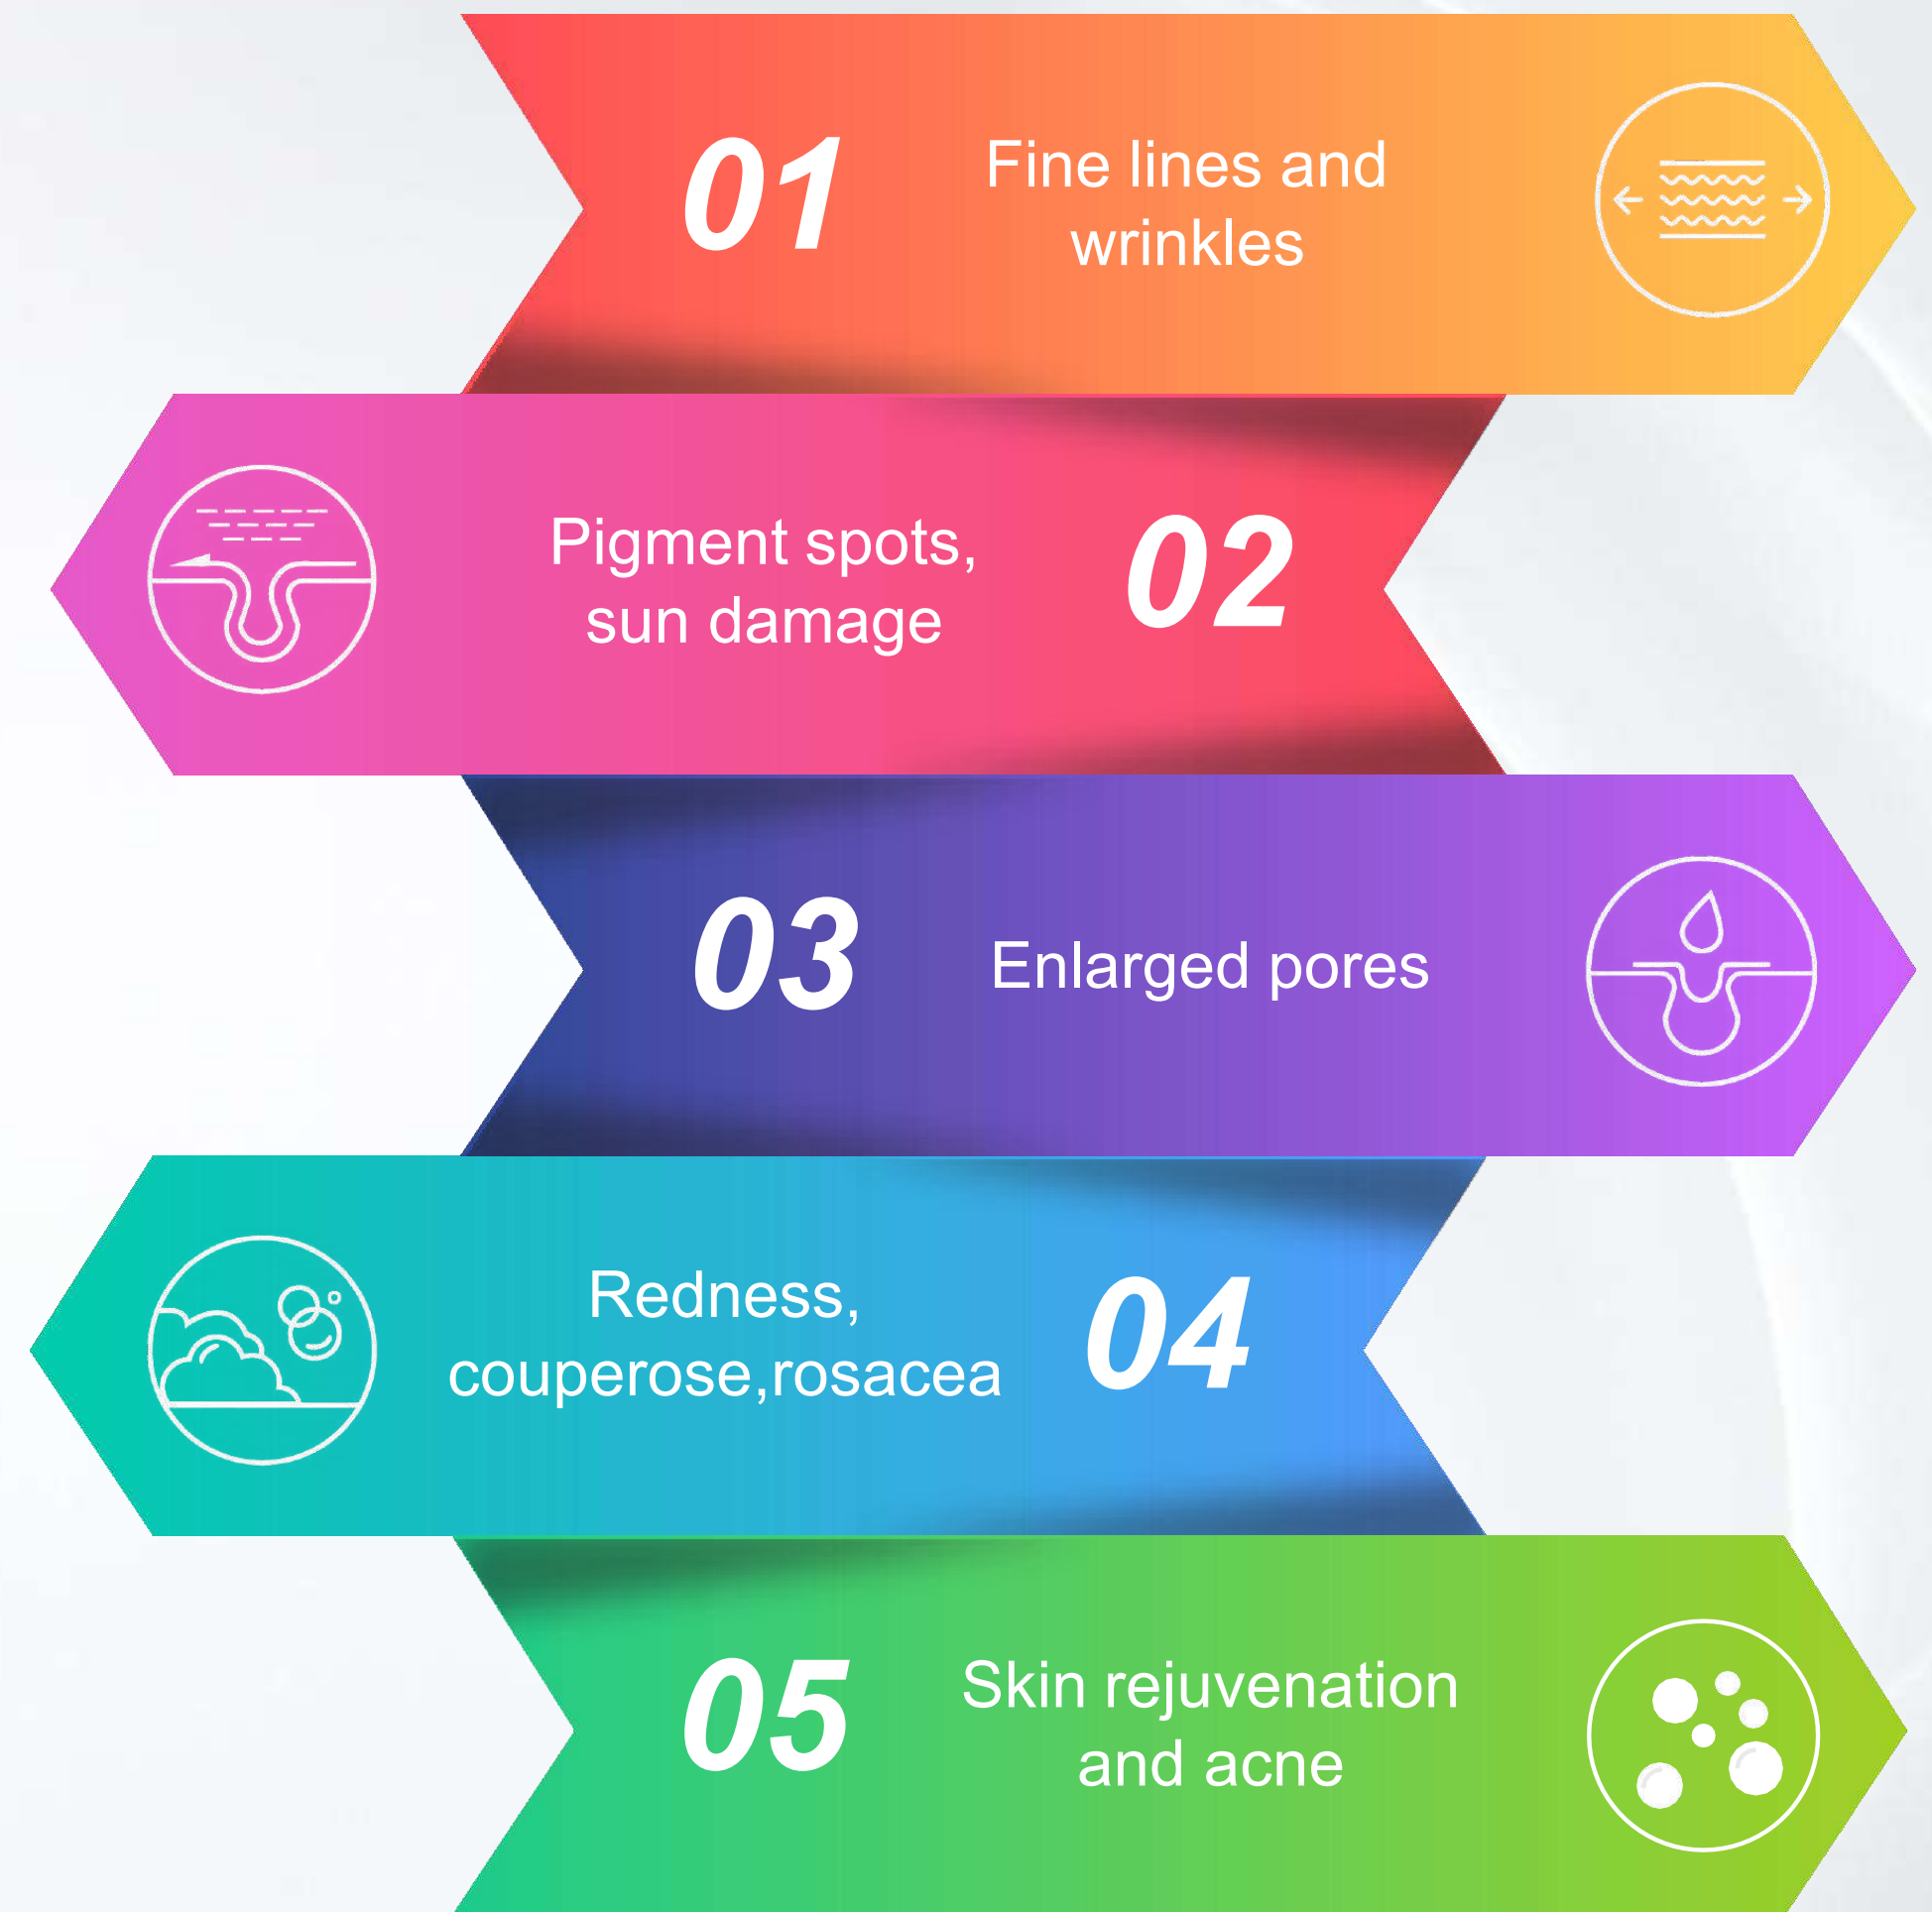 01
Fine lines and
wrinkles
Pigment spots,
sun damage
02
03
Enlarged pores
Redness,
couperose,rosacea
04
05
Skin rejuvenation
and acne